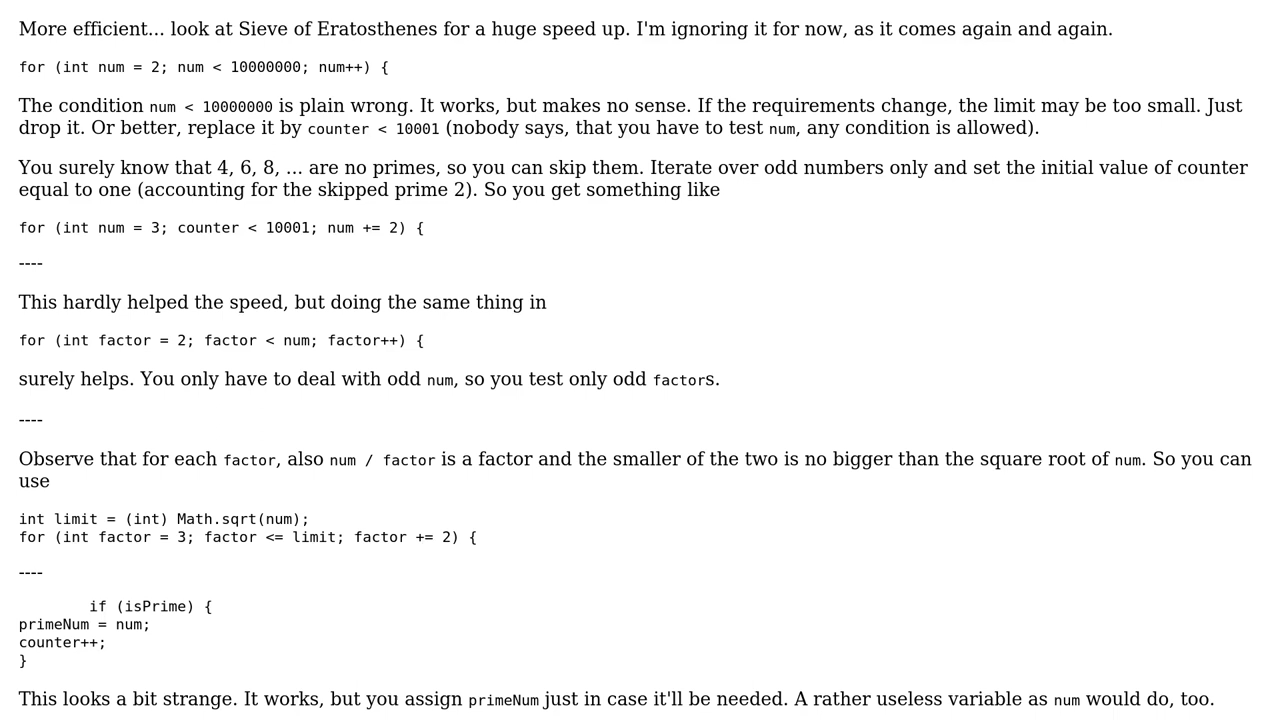 More efficient... look at Sieve of Eratosthenes for a huge speed up. I'm ignoring it for now, as it comes again and again.
for (int num = 2; num < 10000000; num++) {
The condition num < 10000000 is plain wrong. It works, but makes no sense. If the requirements change, the limit may be too small. Just
drop it. Or better, replace it by counter < 10001 (nobody says, that you have to test num, any condition is allowed).
You surely know that 4, 6, 8, ... are no primes, so you can skip them. Iterate over odd numbers only and set the initial value of counter
equal to one (accounting for the skipped prime 2). So you get something like
for (int num = 3; counter < 10001; num += 2) {
----
This hardly helped the speed, but doing the same thing in
for (int factor = 2; factor < num; factor++) {
surely helps. You only have to deal with odd num, so you test only odd factors.
----
Observe that for each factor, also num / factor is a factor and the smaller of the two is no bigger than the square root of num. So you can
use
int limit = (int) Math.sqrt(num);
for (int factor = 3; factor <= limit; factor += 2) {
----
        if (isPrime) {
primeNum = num;
counter++;
}
This looks a bit strange. It works, but you assign primeNum just in case it'll be needed. A rather useless variable as num would do, too.